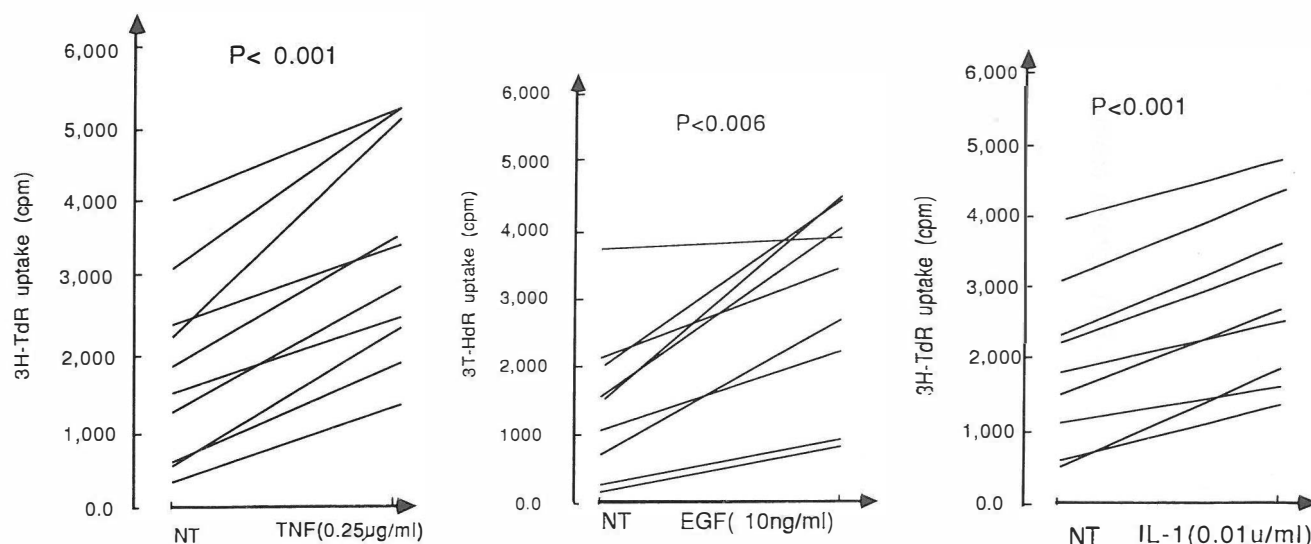 P< 0.001
6,000
5,000
4,000
3,000
2,000
1,000
0.0
3H-TdR uptake (cpm)
NT
TNF(0.25µg/ml)
P<0.006
6,000
5,000
4,000
3,000
2,000
1000
0.0
3T-HdR uptake (cpm)
NT
EGF( 10ng/ml)
P<0.001
6,000
5,000
4,000
3,000
2,000
1,000
0.0
3H-TdR uptake (cpm)
NT
IL-1(0.01u/ml)